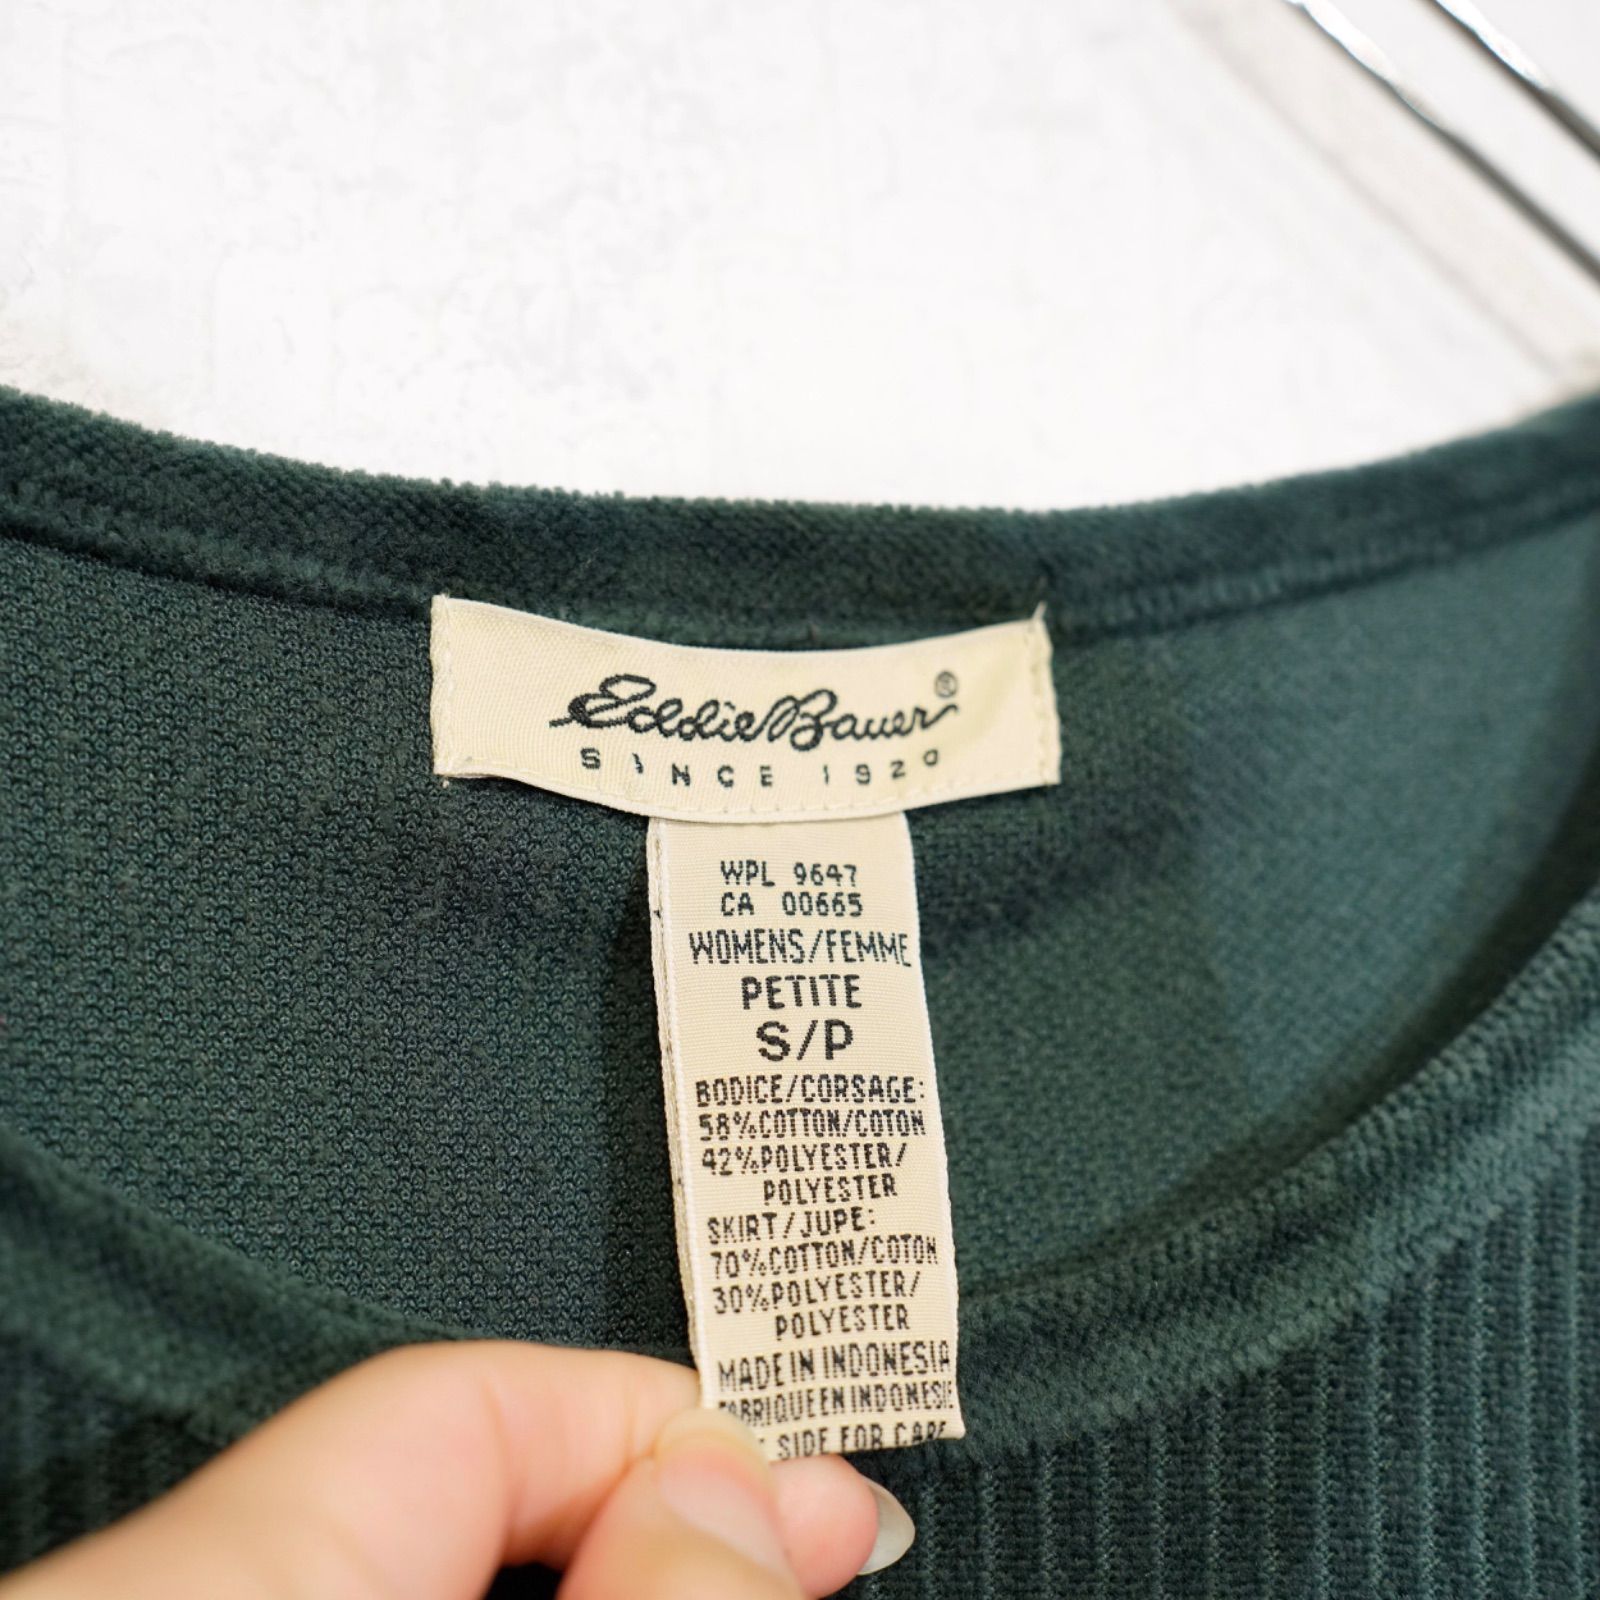 Eddie Bauer®
SINCE 1920
WPL 9647
CA 00665
WOMENS/FEMME
PETITE
S/P
BODICE/CORSAGE:
58%COTTON/COTON
42%POLYESTER/
POLYESTER
SKIRT/JUPE:
70%COTTON/COTON
30%POLYESTER/
POLYESTER
MADE IN INDONESIA
FABRIQUE EN INDONESIE
SIDE FOR CARE